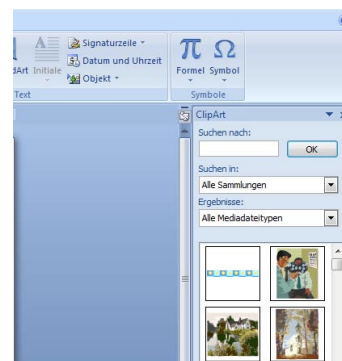 Signaturzeile
Datum und Uhrzeit
Objekt
Initiale
Text
Formel
Symbol
Symbole
ClipArt
Suchen nach:
OK
Suchen in:
Alle Sammlungen
Ergebnisse:
Alle Mediadateitypen